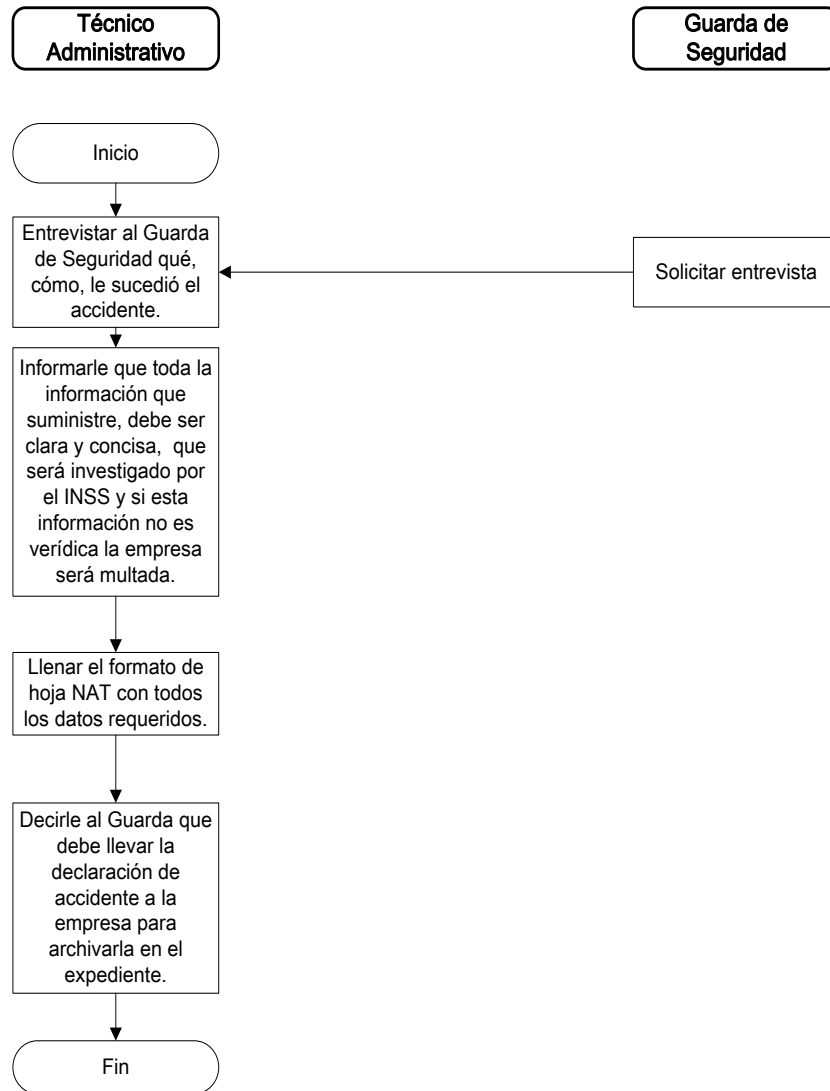 Técnico
Administrativo
Guarda de
Seguridad
Inicio
Entrevistar al Guarda
de Seguridad qué,
cómo, le sucedió el
accidente.
Solicitar entrevista
Informarle que toda la
información que
suministre, debe ser
clara y concisa,  que
será investigado por
el INSS y si esta
información no es
verídica la empresa
será multada.
Llenar el formato de
hoja NAT con todos
los datos requeridos.
Decirle al Guarda que
debe llevar la
declaración de
accidente a la
empresa para
archivarla en el
expediente.
Fin